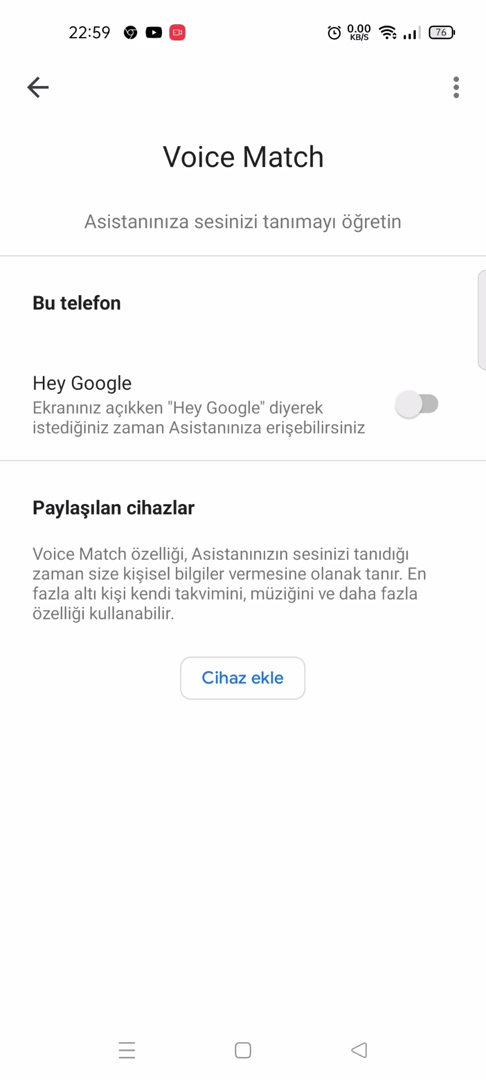 22:59
0.00
KB/S
76
Voice Match
Asistanınıza sesinizi tanımayı öğretin
Bu telefon
Hey Google
Ekranınız açıkken "Hey Google" diyerek
istediğiniz zaman Asistanınıza erişebilirsiniz
Paylaşılan cihazlar
Voice Match özelliği, Asistanınızın sesinizi tanıdığı
zaman size kişisel bilgiler vermesine olanak tanır. En
fazla altı kişi kendi takvimini, müziğini ve daha fazla
özelliği kullanabilir.
Cihaz ekle